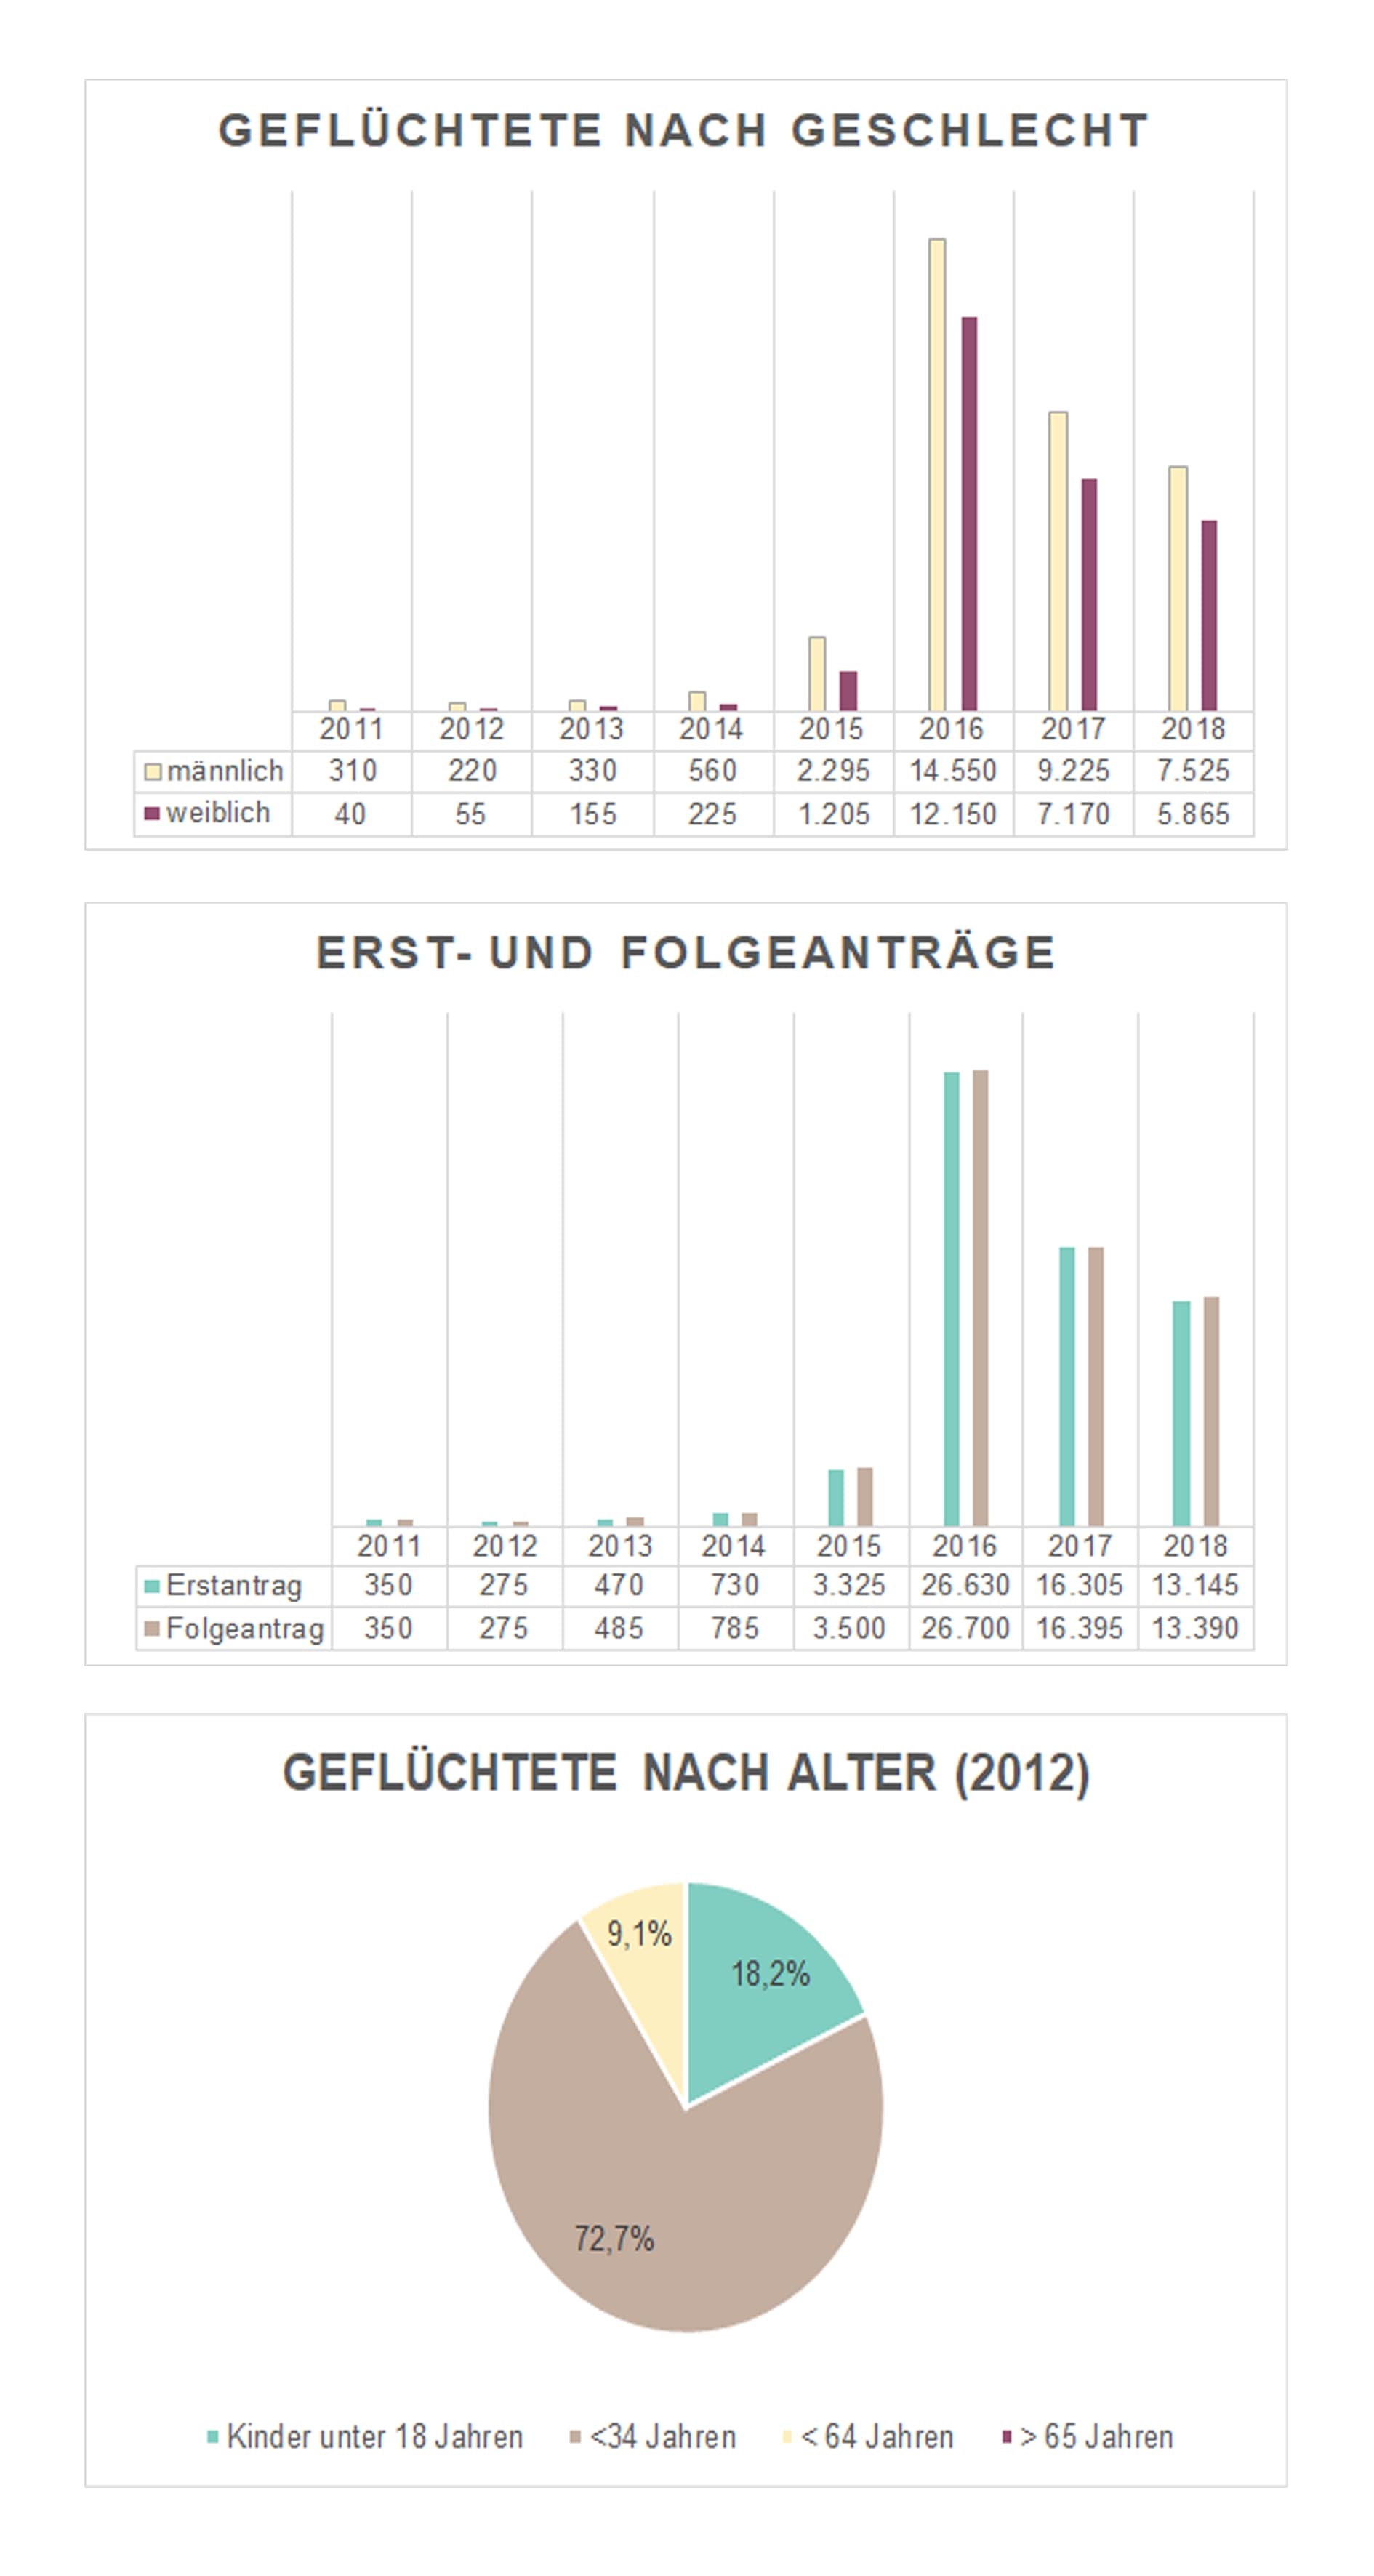 GEFLÜCHTETE NACH GESCHLECHT
2011 2012 2013 2014 2015 2016 2017 2018
männlich 310 220 330 560 2.295 14.550 9.225 7.525
weiblich 40 55 155 225 1.205 12.150 7.170 5.865
ERST- UND FOLGEANTRÄGE
2011 2012 2013 2014 2015 2016 2017 2018
Erstantrag 350 275 470 730 3.325 26.630 16.305 13.145
Folgeantrag 350 275 485 785 3.500 26.700 16.395 13.390
GEFLÜCHTETE NACH ALTER (2012)
9,1%
18,2%
72,7%
Kinder unter 18 Jahren <34 Jahren < 64 Jahren > 65 Jahren